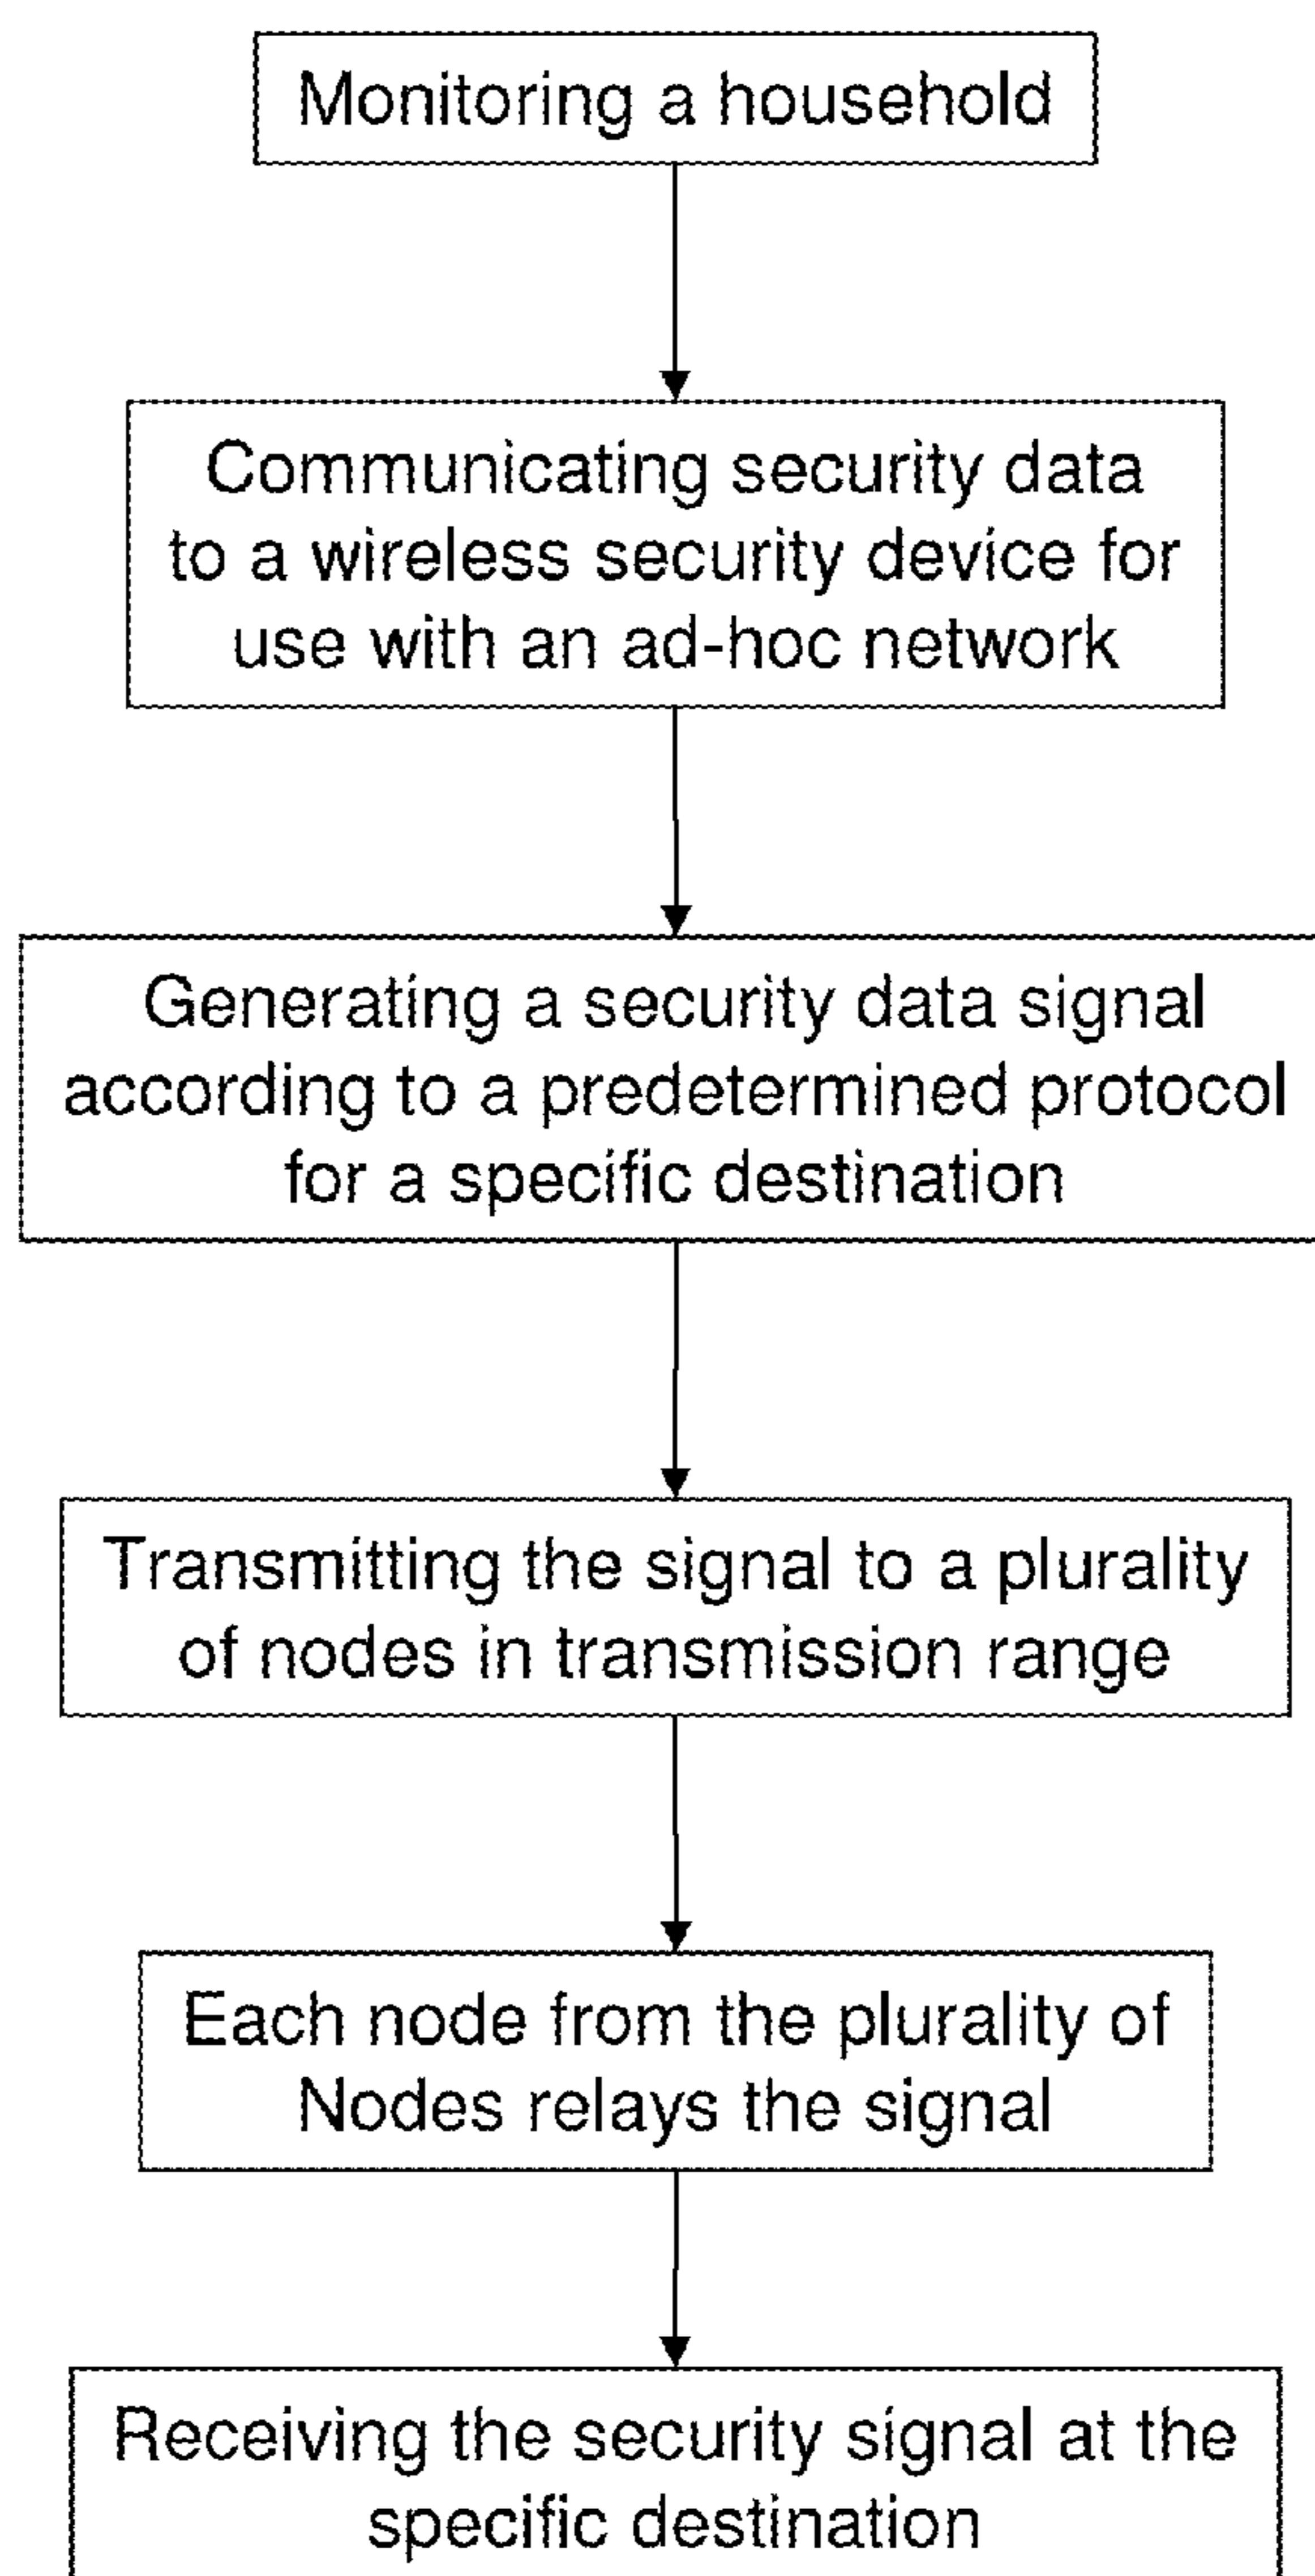 Monitoring a household
Communicating security data
to a wireless security device for
use with an ad-hoc network
Generating a security data signal
according to a predetermined protocol
for a specific destination
Transmitting the signal to a plurality
of nodes in transmission range
Each node from the plurality of
Nodes relays the signal
Receiving the security signal at the
specific destination